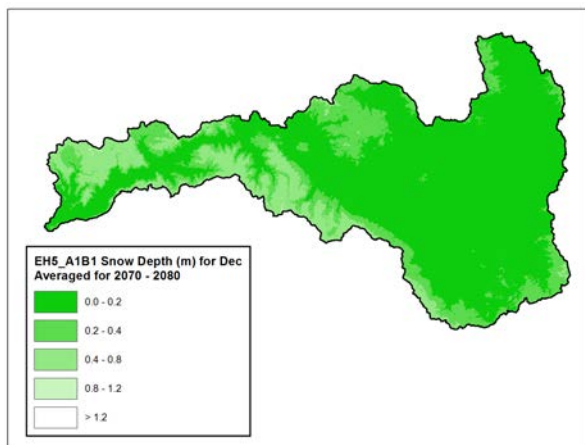 EH5_A1B1 Snow Depth (m) for Dec
Averaged for 2070 - 2080
0.0 - 0.2
0.2 - 0.4
0.4 - 0.8
0.8 - 1.2
> 1.2